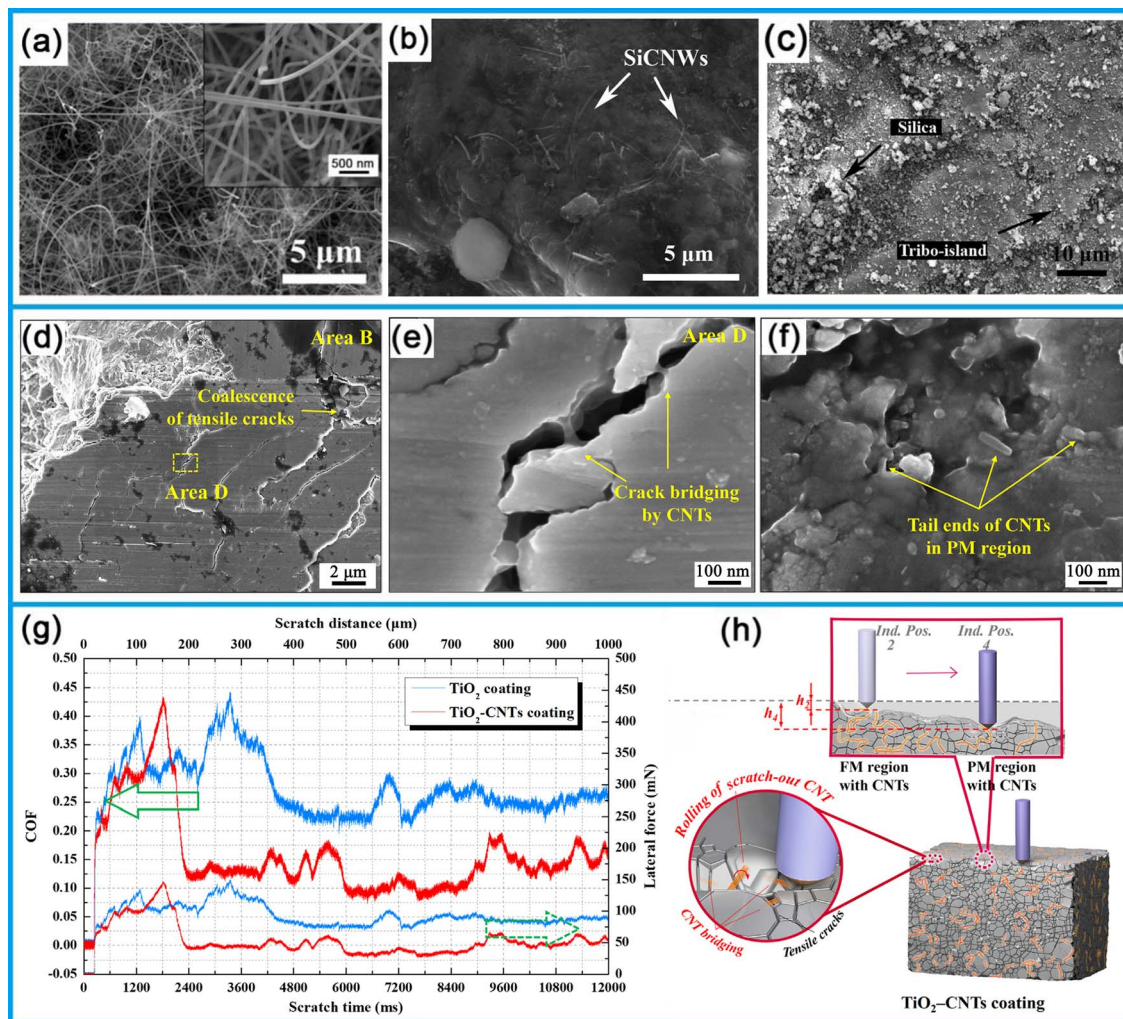 (a)
500 nm
5 μm
(b)
SiCNWs
5 μm
(c)
Silica
Tribo-island
10 μm
(d)
Area B
Coalescence
of tensile cracks
Area D
2 μm
(e)
Area D
Crack bridging
by CNTs
100 nm
(f)
Tail ends of CNTs
in PM region
100 nm
(g)
Scratch distance (μm)
0 100 200 300 400 500 600 700 800 900 1000
0.50
0.45
0.40
0.35
0.30
0.25
0.20
0.15
0.10
0.05
0.00
-0.05
COF
TiO2 coating
TiO2-CNTs coating
500
450
400
350
300
250
200
150
100
50
0
Lateral force (mN)
0 1200 2400 3600 4800 6000 7200 8400 9600 10800 12000
Scratch time (ms)
(h)
Ind. Pos.
2
Ind. Pos.
4
h2
h4
FM region
with CNTs
PM region
with CNTs
Rolling of scratch-out CNT
CNT bridging
Tensile cracks
TiO2–CNTs coating